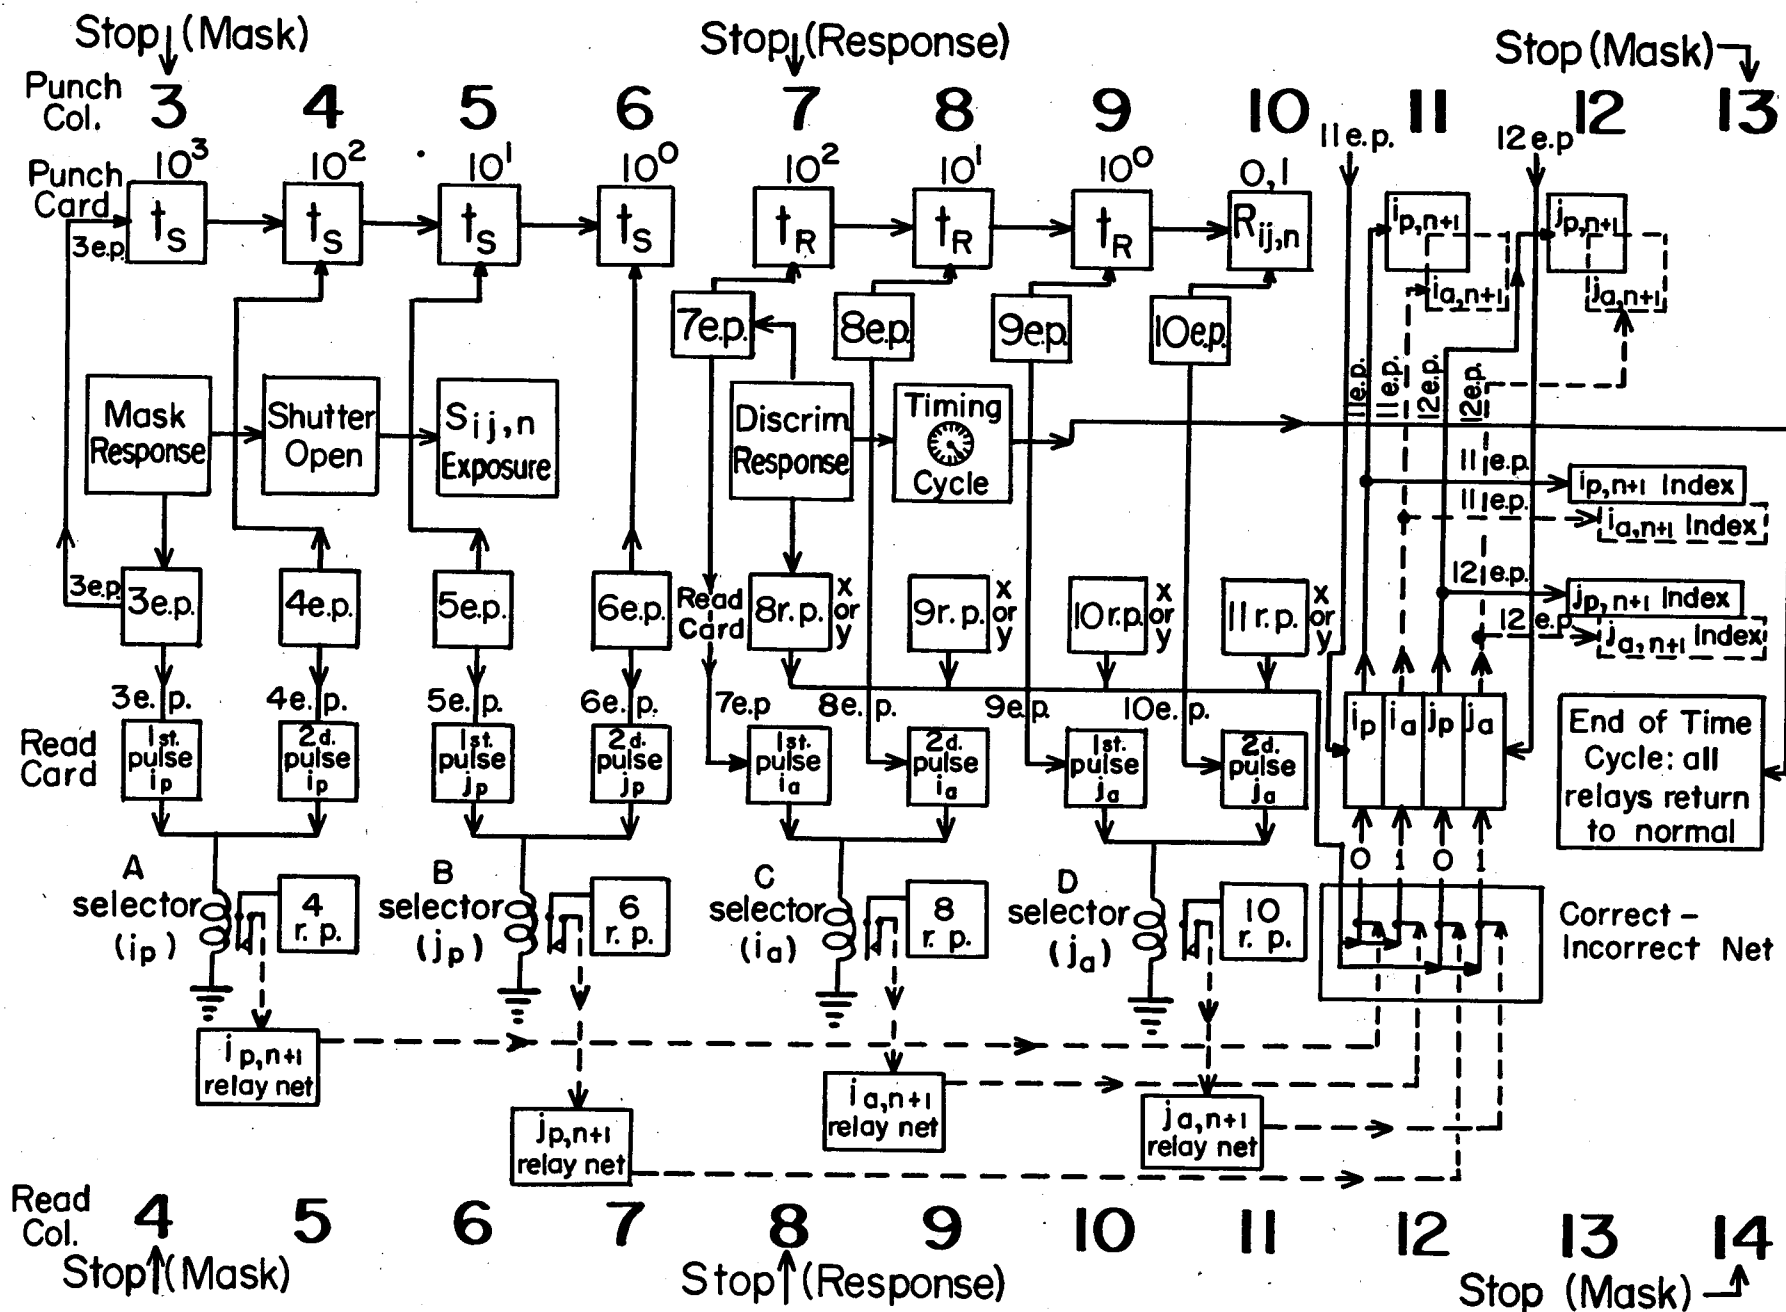 Stop (Mask)
Stop (Response)
Stop (Mask)
Punch Col. 3 4 5 6 7 8 9 10 11 12 13
11e.p. 12e.p
Punch Card
10³ 10² 10¹ 10⁰ 10² 10¹ 10⁰ 0,1
tS tS tS tS tR tR tR Rij,n
ip,n+1
jp,n+1
ia,n+1
ja,n+1
3e.p.
7e.p. 8e.p. 9e.p. 10e.p.
11e.p. 11e.p. 12e.p. 12e.p.
Mask Response
Shutter Open
Sij,n Exposure
Discrim Response
Timing Cycle
11e.p.
ip,n+1 Index
11e.p.
ia,n+1 Index
12e.p.
jp,n+1 Index
12e.p.
ja,n+1 Index
3e.p.
3e.p. 4e.p. 5e.p. 6e.p.
Read Card
8r.p. x or y
9r.p. x or y
10r.p. x or y
11r.p. x or y
3e.p. 4e.p. 5e.p. 6e.p. 7e.p 8e.p. 9e.p. 10e.p.
Read Card
1st. pulse ip
2d. pulse ip
1st. pulse jp
2d. pulse jp
1st. pulse ia
2d. pulse ia
1st. pulse ja
2d. pulse ja
ip ia jp ja
End of Time
Cycle: all
relays return
to normal
0 1 0 1
A selector (ip)
4 r. p.
B selector (jp)
6 r. p.
C selector (ia)
8 r. p.
D selector (ja)
10 r. p.
Correct –
Incorrect Net
ip,n+1 relay net
jp,n+1 relay net
ia,n+1 relay net
ja,n+1 relay net
Read Col. 4 5 6 7 8 9 10 11 12 13 14
Stop (Mask)
Stop (Response)
Stop (Mask)